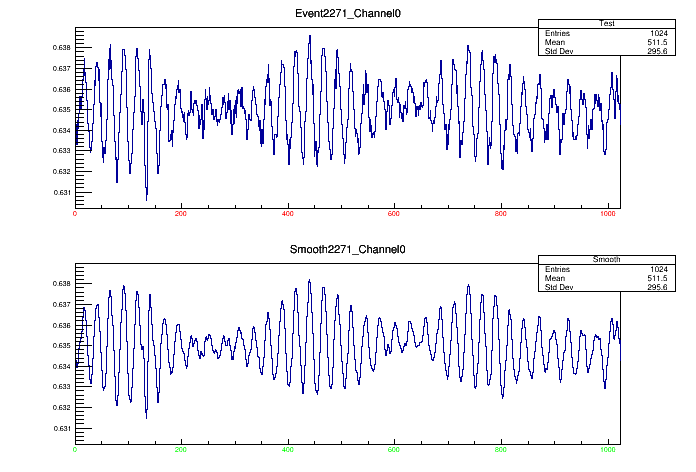 Event2271_Channel0
Test
Entries 1024
Mean 511.5
Std Dev 295.6
0.638
0.637
0.636
0.635
0.634
0.633
0.632
0.631
0 200 400 600 800 1000
Smooth2271_Channel0
Smooth
Entries 1024
Mean 511.5
Std Dev 295.6
0.638
0.637
0.636
0.635
0.634
0.633
0.632
0.631
0 200 400 600 800 1000